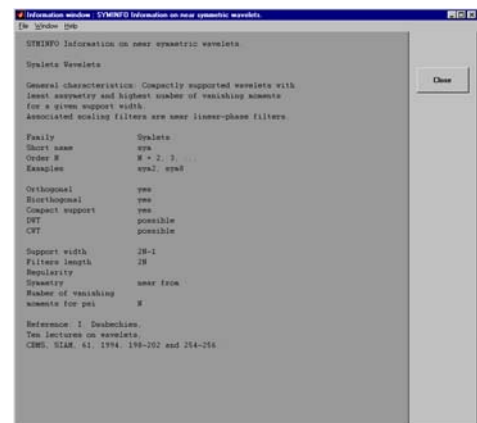 Information window : SYMINFO Information on near symmetric wavelets.
File Window Help
SYMINFO Information on near symmetric wavelets.
Symlets Wavelets
Close
General characteristics: Compactly supported wavelets with
least assymetry and highest number of vanishing moments
for a given support width.
Associated scaling filters are near linear-phase filters.
Family Symlets
Short name sym
Order N N = 2, 3, ...
Examples sym2, sym8
Orthogonal yes
Biorthogonal yes
Compact support yes
DWT possible
CWT possible
Support width 2N-1
Filters length 2N
Regularity
Symmetry near from
Number of vanishing
moments for psi N
Reference: I. Daubechies,
Ten lectures on wavelets,
CBMS, SIAM, 61, 1994, 198-202 and 254-256.